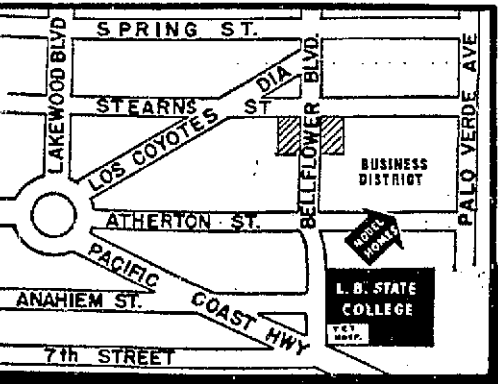 SPRING ST.
LAKEWOOD BLVD
BELLFLOWER BLVD.
PALO VERDE AVE
LOS COYOTES DIA
STEARNS ST
BUSINESS
DISTRICT
ATHERTON ST.
MODEL
HOMES
PACIFIC COAST HWY
L.B. STATE
COLLEGE
ANAHIEM ST.
7th STREET